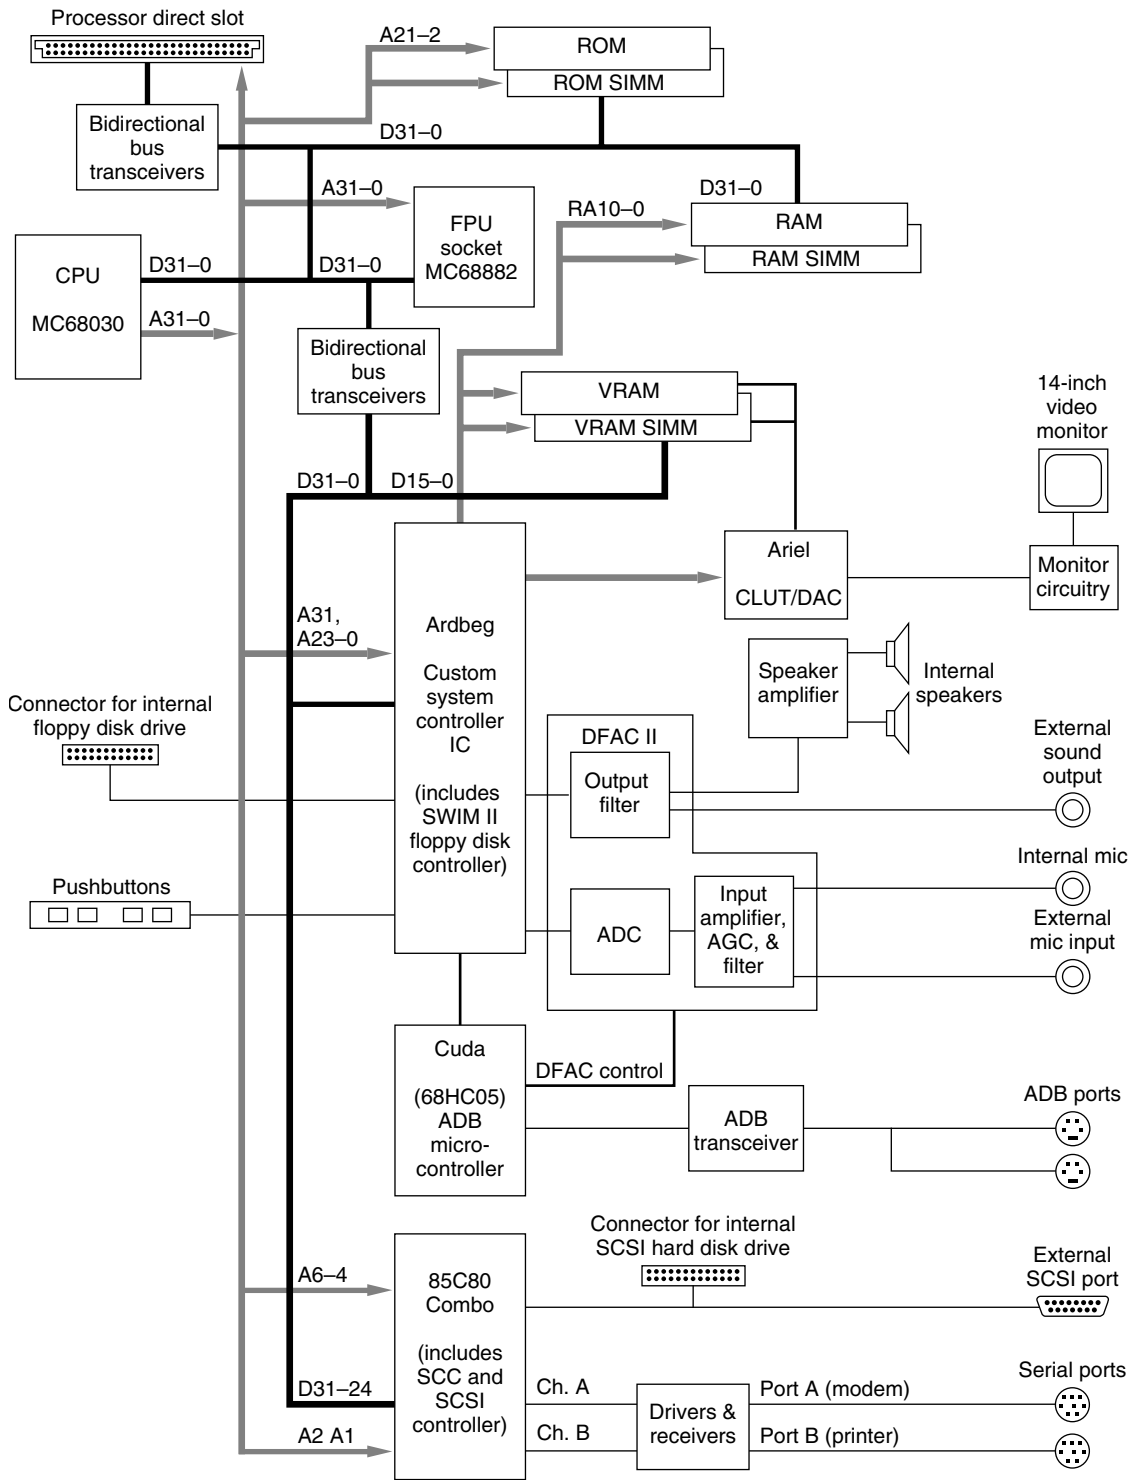 Processor direct slot
A21–2
ROM
ROM SIMM
Bidirectional
bus
transceivers
D31–0
A31–0
FPU
socket
MC68882
D31–0
RA10–0
RAM
RAM SIMM
CPU
MC68030
D31–0
D31–0
A31–0
Bidirectional
bus
transceivers
VRAM
VRAM SIMM
14-inch
video
monitor
D31–0
D15–0
Ariel
CLUT/DAC
Monitor
circuitry
A31,
A23–0
Ardbeg
Custom
system
controller
IC
(includes
SWIM II
floppy disk
controller)
Speaker
amplifier
Internal
speakers
Connector for internal
floppy disk drive
DFAC II
Output
filter
External
sound
output
Internal mic
Pushbuttons
ADC
Input
amplifier,
AGC, &
filter
External
mic input
Cuda
(68HC05)
ADB
micro-
controller
DFAC control
ADB
transceiver
ADB ports
Connector for internal
SCSI hard disk drive
External
SCSI port
A6–4
85C80
Combo
(includes
SCC and
SCSI
controller)
D31–24
A2 A1
Ch. A
Ch. B
Drivers &
receivers
Port A (modem)
Port B (printer)
Serial ports